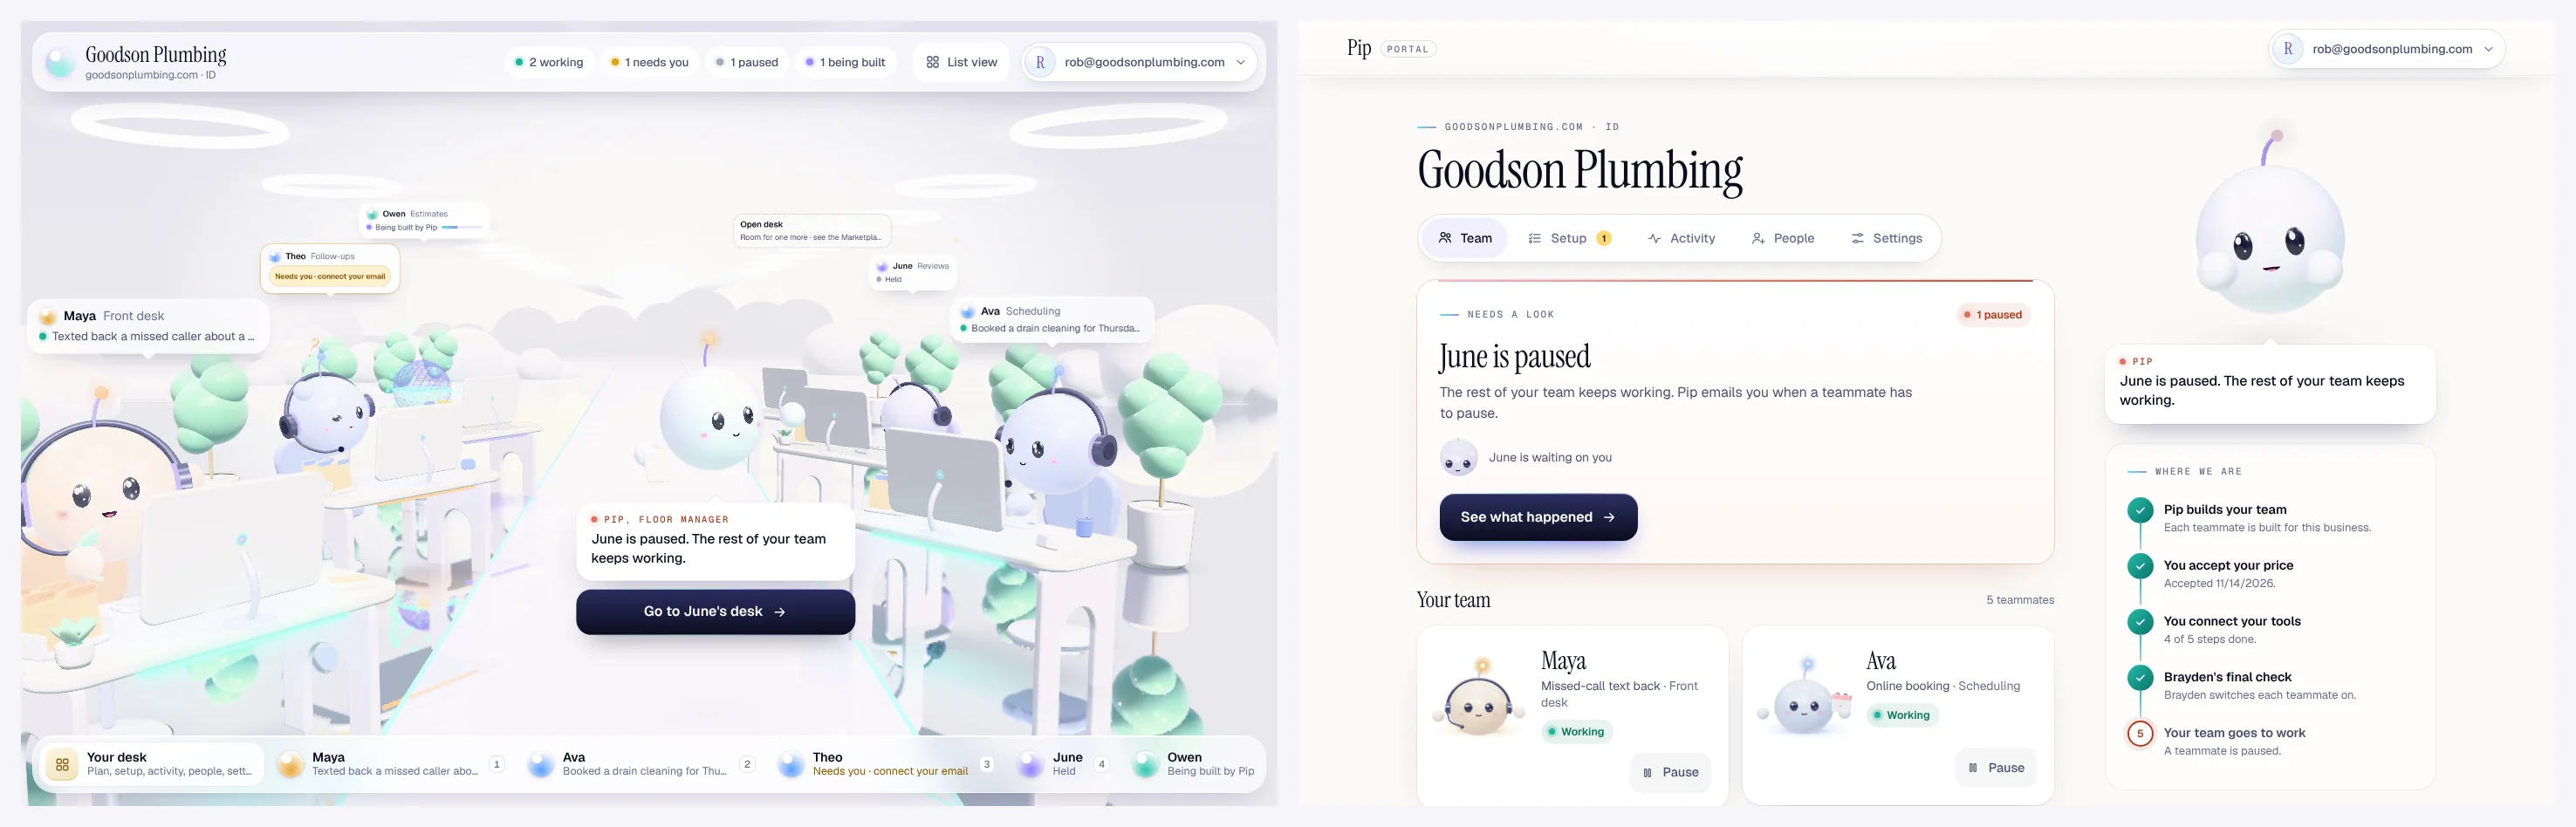 Goodson Plumbing
goodsonplumbing.com · ID
2 working
1 needs you
1 paused
1 being built
List view
R
rob@goodsonplumbing.com
Owen Estimates
Being built by Pip
Open desk
Room for one more · see the Marketpla...
Theo Follow-ups
Needs you · connect your email
June Reviews
Held
Maya Front desk
Texted back a missed caller about a ...
Ava Scheduling
Booked a drain cleaning for Thursda...
PIP, FLOOR MANAGER
June is paused. The rest of your team
keeps working.
Go to June's desk →
Your desk
Plan, setup, activity, people, sett...
Maya
Texted back a missed caller abo...
1
Ava
Booked a drain cleaning for Thu...
2
Theo
Needs you · connect your email
3
June
Held
4
Owen
Being built by Pip
Pip PORTAL
R
rob@goodsonplumbing.com
GOODSONPLUMBING.COM · ID
Goodson Plumbing
Team
Setup 1
Activity
People
Settings
NEEDS A LOOK
1 paused
June is paused
The rest of your team keeps working. Pip emails you when a teammate has
to pause.
June is waiting on you
See what happened →
Your team
5 teammates
Maya
Missed-call text back · Front
desk
Working
Pause
Ava
Online booking · Scheduling
Working
Pause
PIP
June is paused. The rest of your team keeps
working.
WHERE WE ARE
Pip builds your team
Each teammate is built for this business.
You accept your price
Accepted 11/14/2026.
You connect your tools
4 of 5 steps done.
Brayden's final check
Brayden switches each teammate on.
5
Your team goes to work
A teammate is paused.